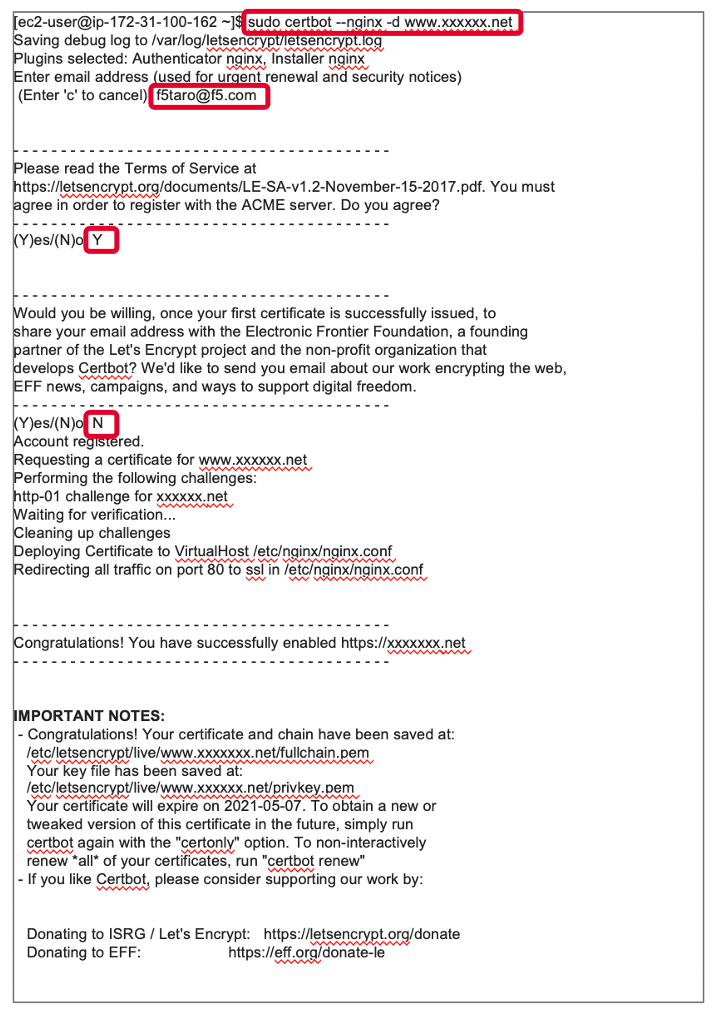 [ec2-user@ip-172-31-100-162 ~]$ sudo certbot --nginx -d www.xxxxxx.net
Saving debug log to /var/log/letsencrypt/letsencrypt.log
Plugins selected: Authenticator nginx, Installer nginx
Enter email address (used for urgent renewal and security notices)
(Enter 'c' to cancel) f5taro@f5.com
- - - - - - - - - - - - - - - - - - - - - - - - - - - - - - - - - - - - - - - -
Please read the Terms of Service at
https://letsencrypt.org/documents/LE-SA-v1.2-November-15-2017.pdf. You must
agree in order to register with the ACME server. Do you agree?
- - - - - - - - - - - - - - - - - - - - - - - - - - - - - - - - - - - - - - - -
(Y)es/(N)o Y
- - - - - - - - - - - - - - - - - - - - - - - - - - - - - - - - - - - - - - - -
Would you be willing, once your first certificate is successfully issued, to
share your email address with the Electronic Frontier Foundation, a founding
partner of the Let's Encrypt project and the non-profit organization that
develops Certbot? We'd like to send you email about our work encrypting the web,
EFF news, campaigns, and ways to support digital freedom.
- - - - - - - - - - - - - - - - - - - - - - - - - - - - - - - - - - - - - - - -
(Y)es/(N)o N
Account registered.
Requesting a certificate for www.xxxxxx.net
Performing the following challenges:
http-01 challenge for xxxxxx.net
Waiting for verification...
Cleaning up challenges
Deploying Certificate to VirtualHost /etc/nginx/nginx.conf
Redirecting all traffic on port 80 to ssl in /etc/nginx/nginx.conf
- - - - - - - - - - - - - - - - - - - - - - - - - - - - - - - - - - - - - - - -
Congratulations! You have successfully enabled https://xxxxxxx.net
- - - - - - - - - - - - - - - - - - - - - - - - - - - - - - - - - - - - - - - -
IMPORTANT NOTES:
- Congratulations! Your certificate and chain have been saved at:
/etc/letsencrypt/live/www.xxxxxxx.net/fullchain.pem
Your key file has been saved at:
/etc/letsencrypt/live/www.xxxxxx.net/privkey.pem
Your certificate will expire on 2021-05-07. To obtain a new or
tweaked version of this certificate in the future, simply run
certbot again with the "certonly" option. To non-interactively
renew *all* of your certificates, run "certbot renew"
- If you like Certbot, please consider supporting our work by:
Donating to ISRG / Let's Encrypt: https://letsencrypt.org/donate
Donating to EFF: https://eff.org/donate-le